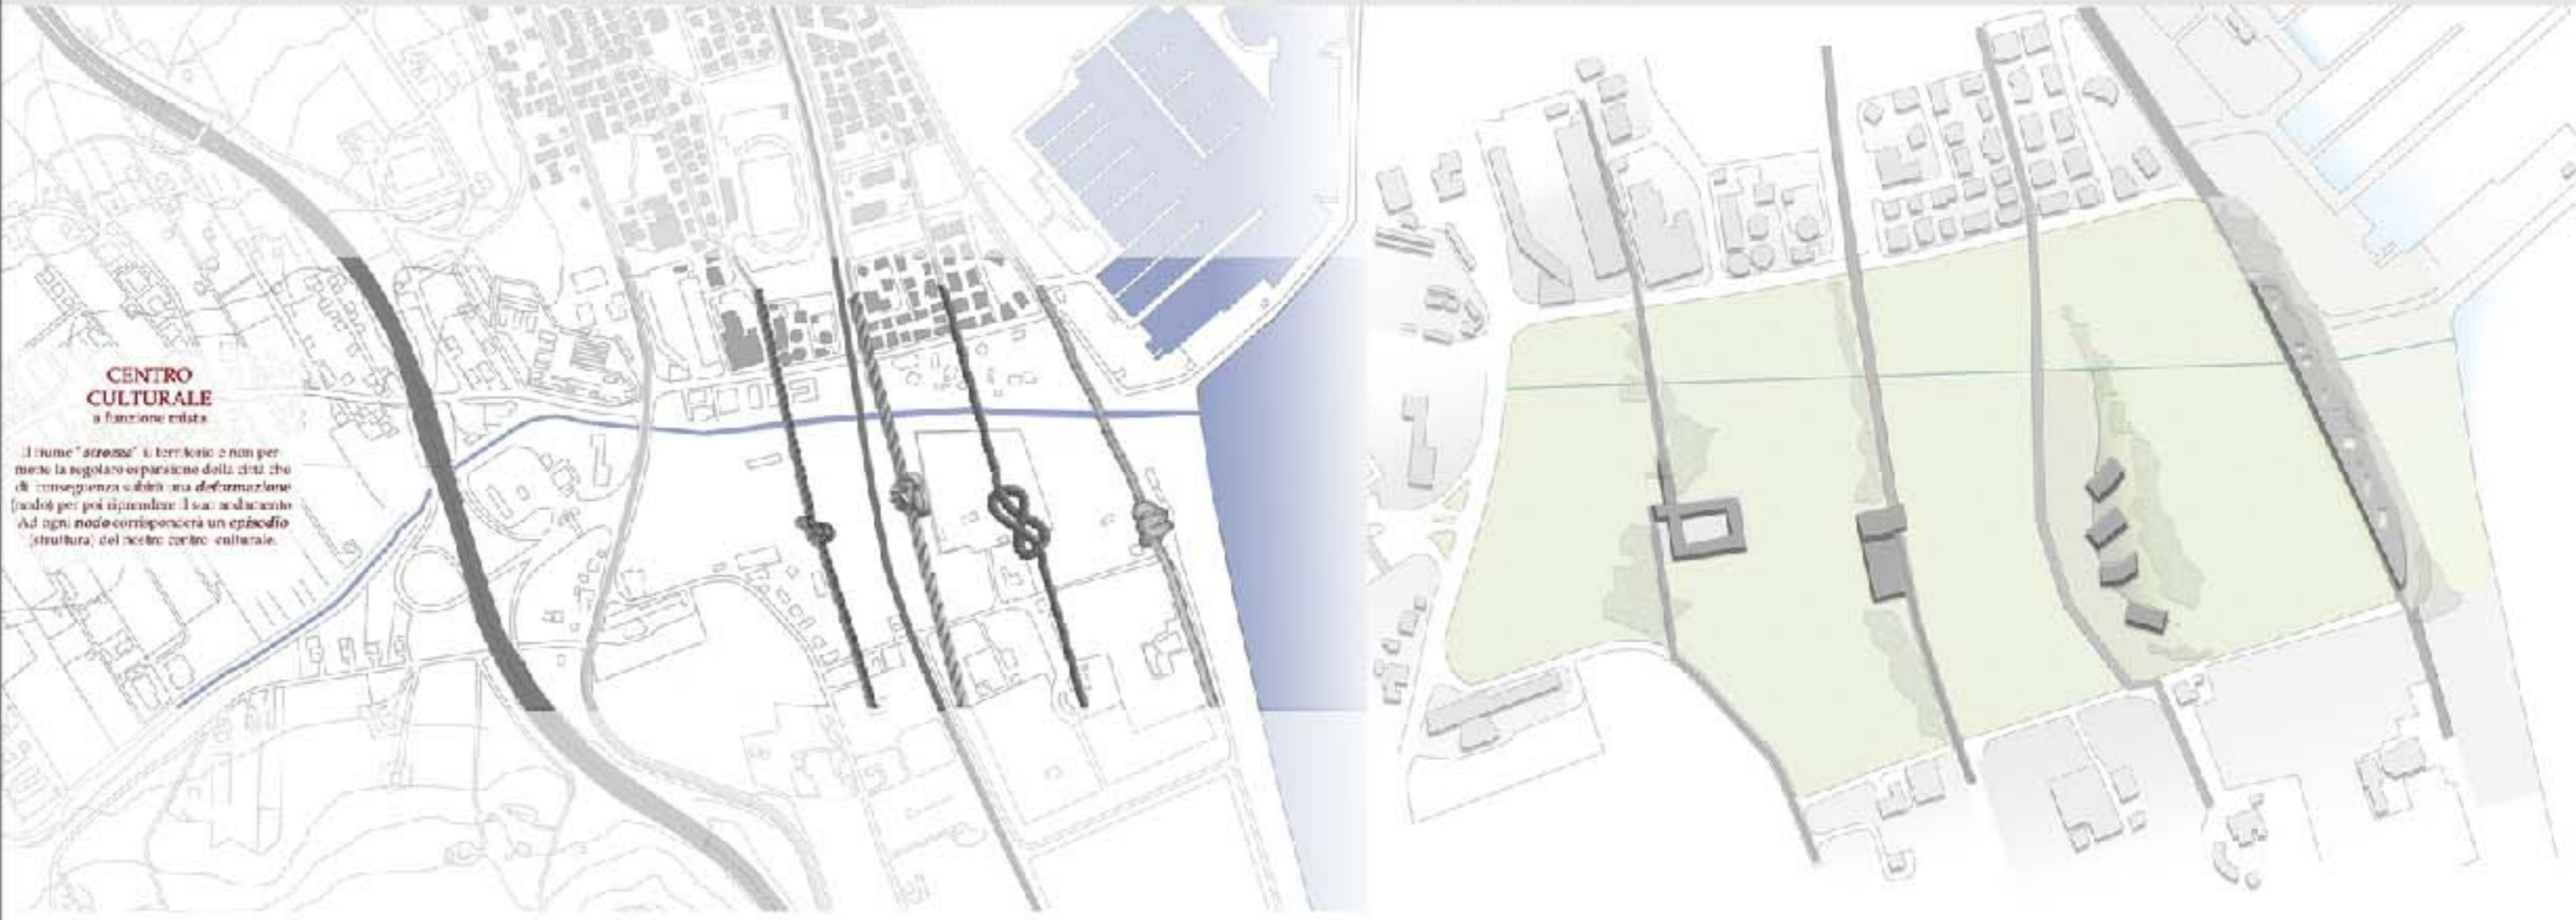 CENTRO
CULTURALE
a funzione mista
Il fiume "strozza" il territorio e non per-
mette la regolare espansione della città che
di conseguenza subirà una deformazione
(nodo) per poi riprendere il suo andamento
Ad ogni nodo corrisponderà un episodio
(struttura) del nostro centro culturale.